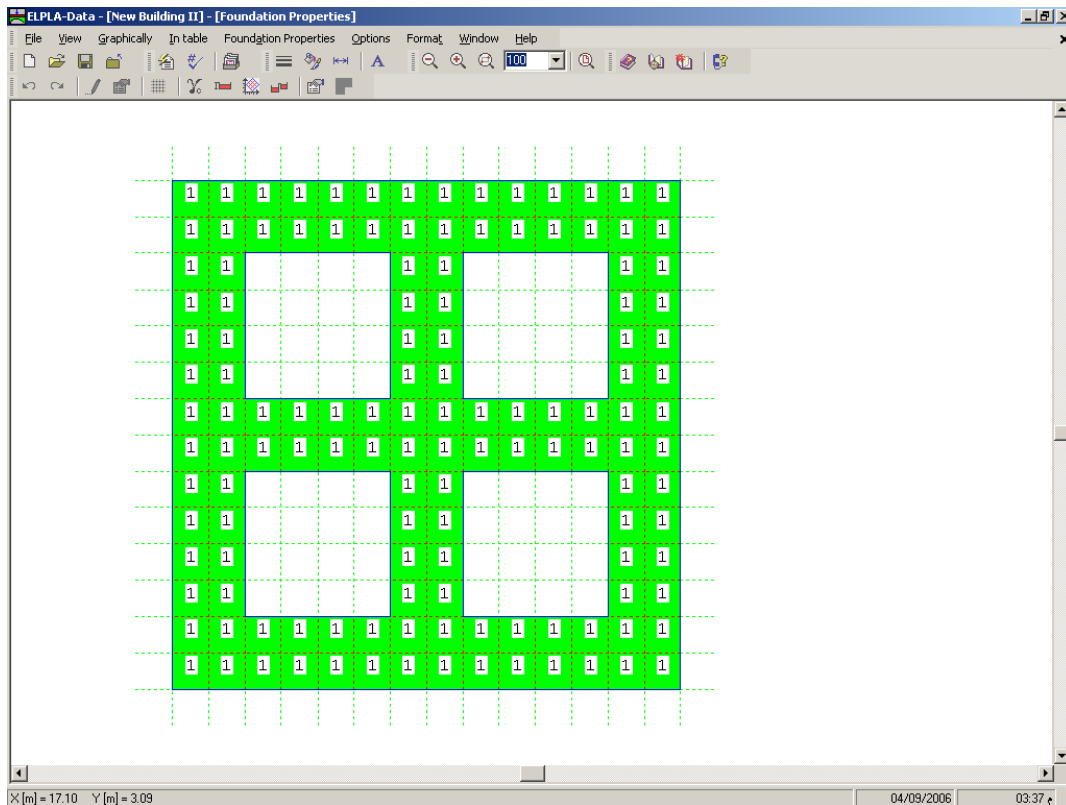 ELPLA-Data - [New Building II] - [Foundation Properties]
File View Graphically In table Foundation Properties Options Format Window Help
A 100
1 1 1 1 1 1 1 1 1 1 1 1 1 1
1 1 1 1 1 1 1 1 1 1 1 1 1 1
1 1 1 1 1 1
1 1 1 1 1 1
1 1 1 1 1 1
1 1 1 1 1 1
1 1 1 1 1 1 1 1 1 1 1 1 1 1
1 1 1 1 1 1 1 1 1 1 1 1 1 1
1 1 1 1 1 1
1 1 1 1 1 1
1 1 1 1 1 1
1 1 1 1 1 1
1 1 1 1 1 1 1 1 1 1 1 1 1 1
1 1 1 1 1 1 1 1 1 1 1 1 1 1
X [m] = 17.10 Y [m] = 3.09 04/09/2006 03:37 م